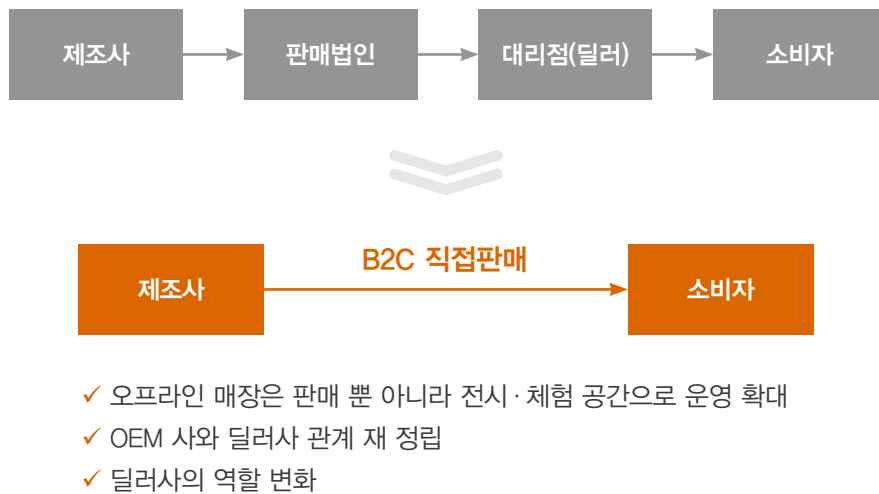 제조사 판매법인 대리점(딜러) 소비자
B2C 직접판매
제조사 소비자
✓ 오프라인 매장은 판매 뿐 아니라 전시·체험 공간으로 운영 확대
✓ OEM 사와 딜러사 관계 재 정립
✓ 딜러사의 역할 변화